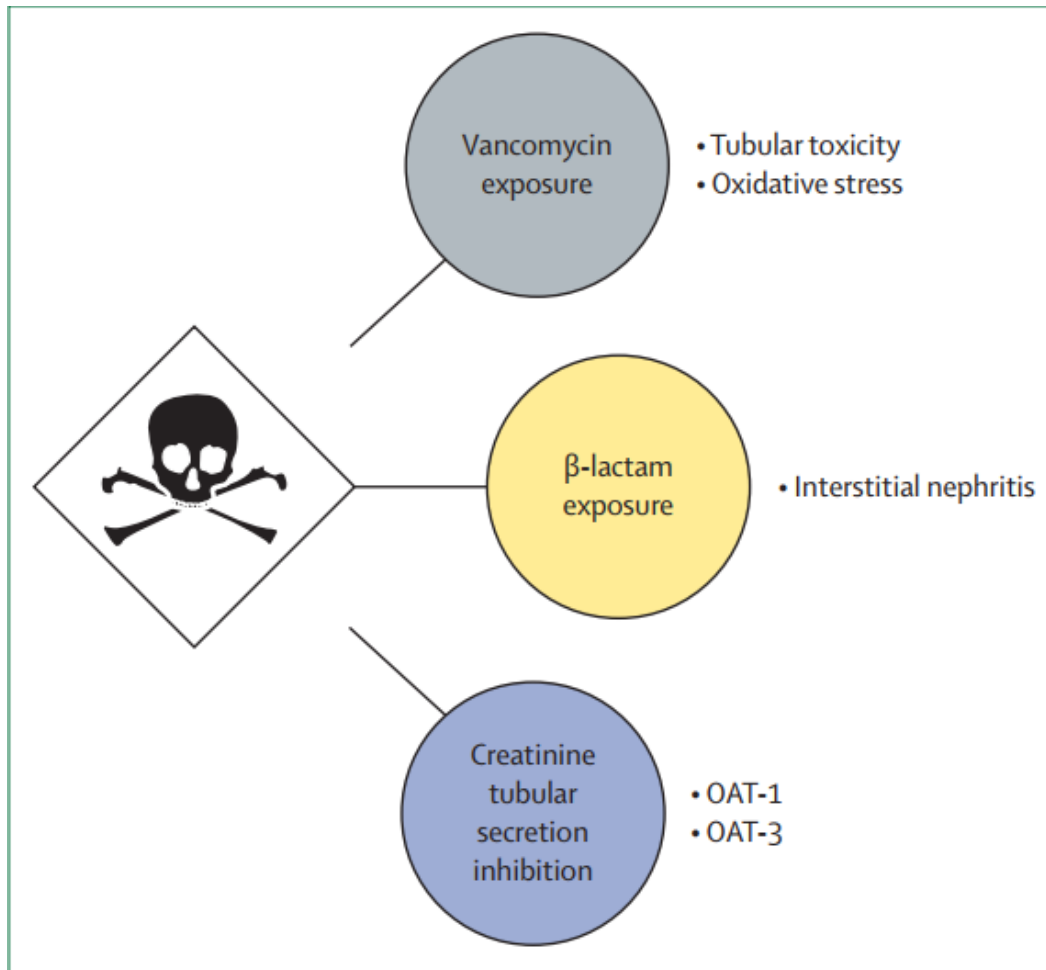 Vancomycin
exposure
• Tubular toxicity
• Oxidative stress
β-lactam
exposure
• Interstitial nephritis
Creatinine
tubular
secretion
inhibition
• OAT-1
• OAT-3